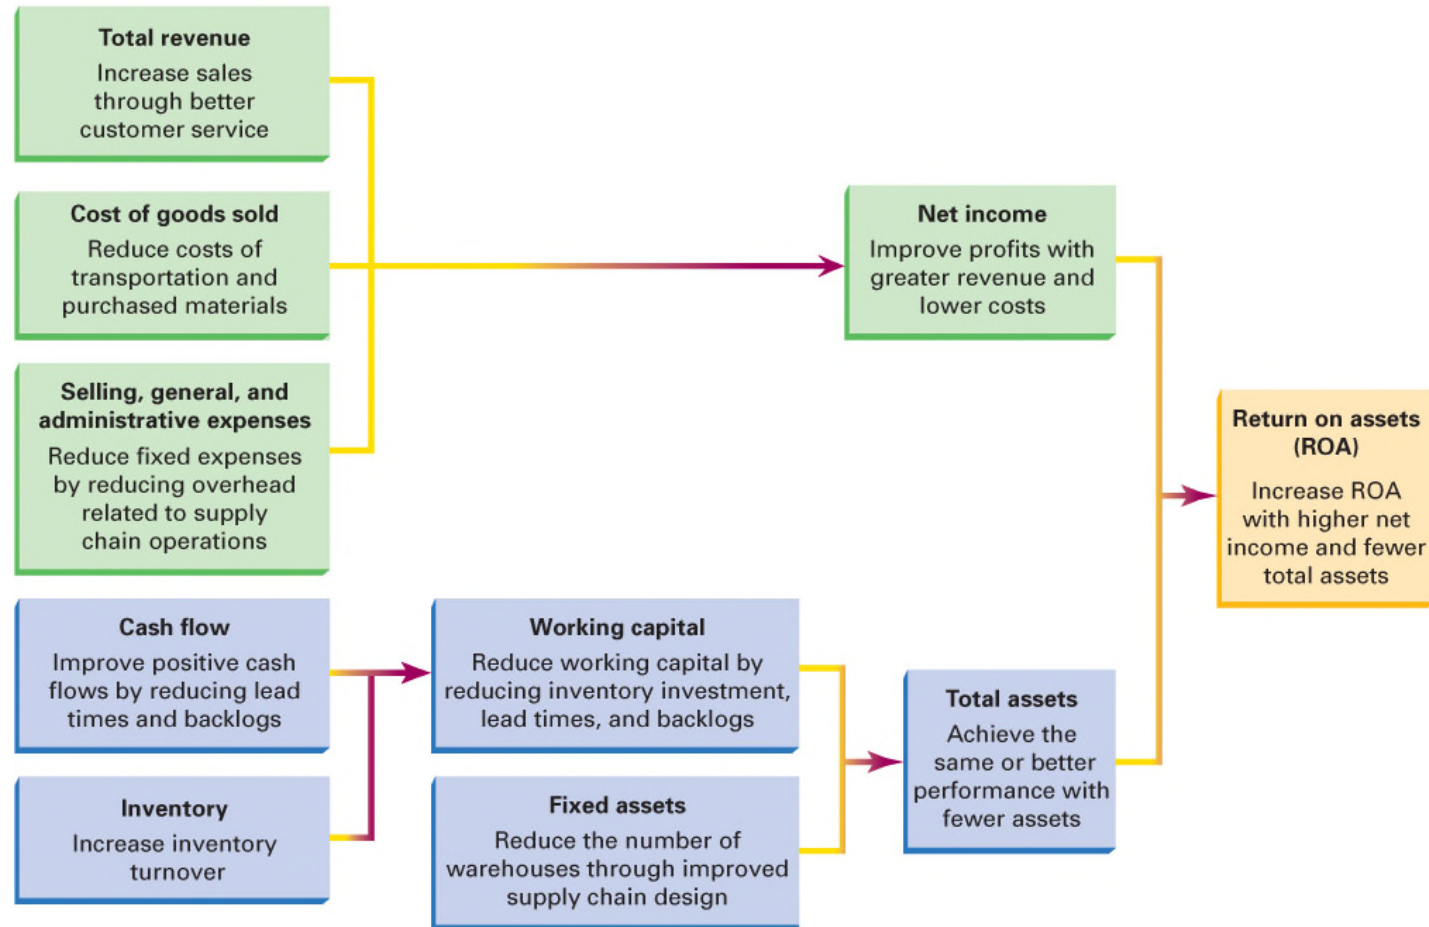 Total revenue
Increase sales
through better
customer service
Cost of goods sold
Reduce costs of
transportation and
purchased materials
Selling, general, and
administrative expenses
Reduce fixed expenses
by reducing overhead
related to supply
chain operations
Net income
Improve profits with
greater revenue and
lower costs
Return on assets
(ROA)
Increase ROA
with higher net
income and fewer
total assets
Cash flow
Improve positive cash
flows by reducing lead
times and backlogs
Inventory
Increase inventory
turnover
Working capital
Reduce working capital by
reducing inventory investment,
lead times, and backlogs
Fixed assets
Reduce the number of
warehouses through improved
supply chain design
Total assets
Achieve the
same or better
performance with
fewer assets